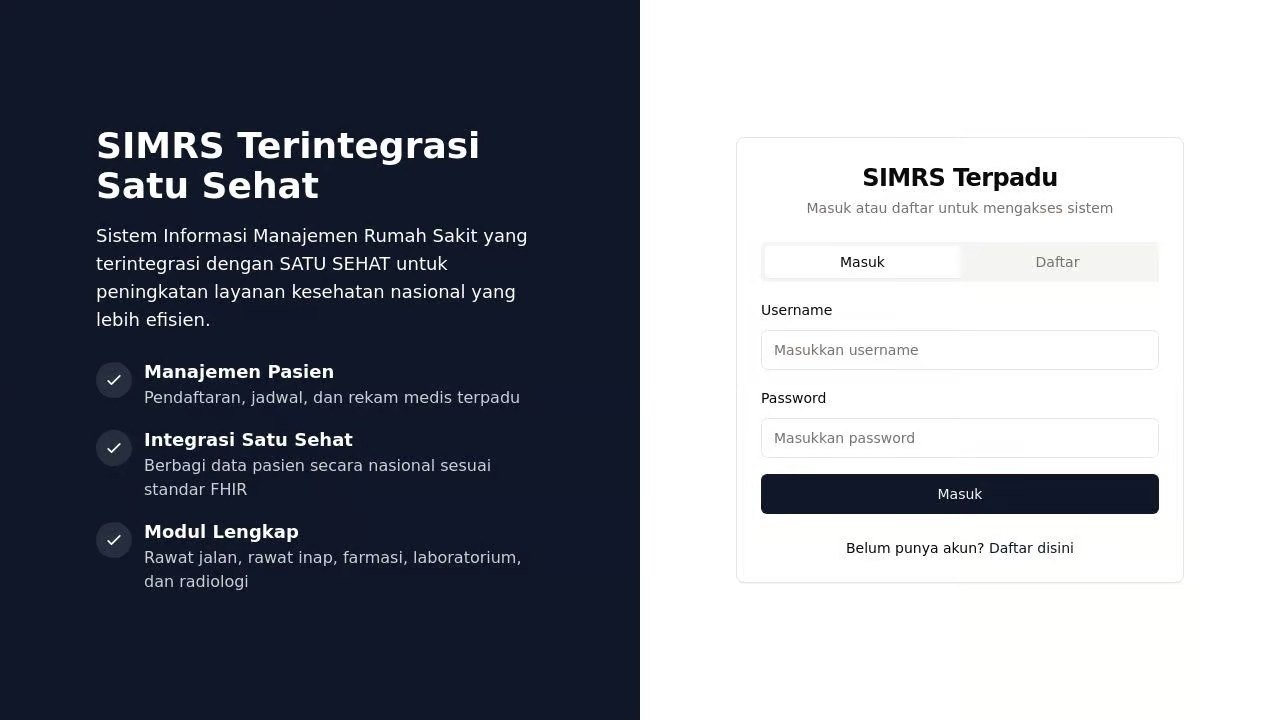 SIMRS Terintegrasi
Satu Sehat
Sistem Informasi Manajemen Rumah Sakit yang
terintegrasi dengan SATU SEHAT untuk
peningkatan layanan kesehatan nasional yang
lebih efisien.
Manajemen Pasien
Pendaftaran, jadwal, dan rekam medis terpadu
Integrasi Satu Sehat
Berbagi data pasien secara nasional sesuai
standar FHIR
Modul Lengkap
Rawat jalan, rawat inap, farmasi, laboratorium,
dan radiologi
SIMRS Terpadu
Masuk atau daftar untuk mengakses sistem
Masuk
Daftar
Username
Masukkan username
Password
Masukkan password
Masuk
Belum punya akun? Daftar disini